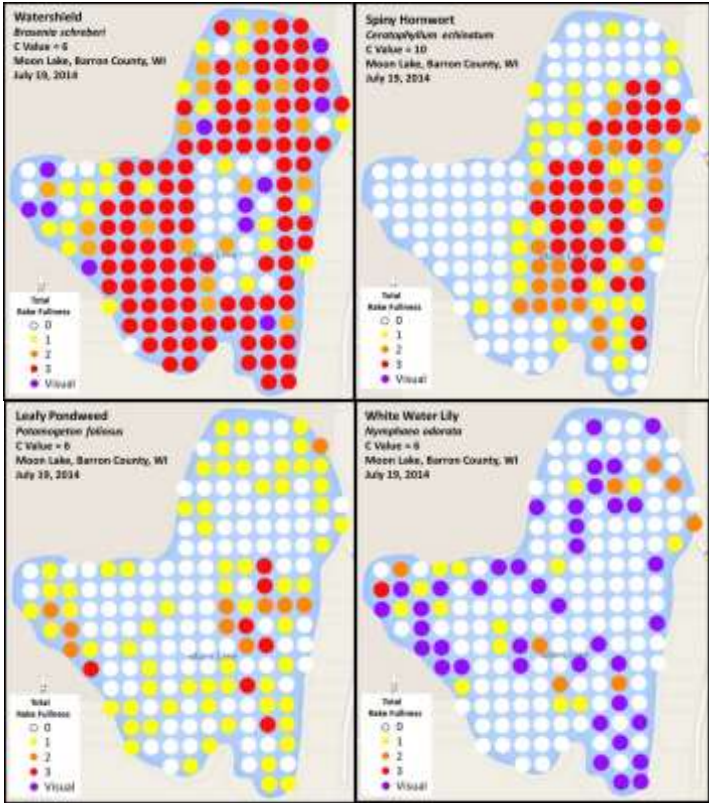 Watershield
Brasenia schreberi
C Value = 6
Moon Lake, Barron County, WI
July 19, 2014
Total
Rake Fullness
0
1
2
3
Visual
Spiny Hornwort
Ceratophyllum echinatum
C Value = 10
Moon Lake, Barron County, WI
July 19, 2014
Total
Rake Fullness
0
1
2
3
Visual
Leafy Pondweed
Potamogeton foliosus
C Value = 6
Moon Lake, Barron County, WI
July 19, 2014
Total
Rake Fullness
0
1
2
3
Visual
White Water Lily
Nymphaea odorata
C Value = 6
Moon Lake, Barron County, WI
July 19, 2014
Total
Rake Fullness
0
1
2
3
Visual